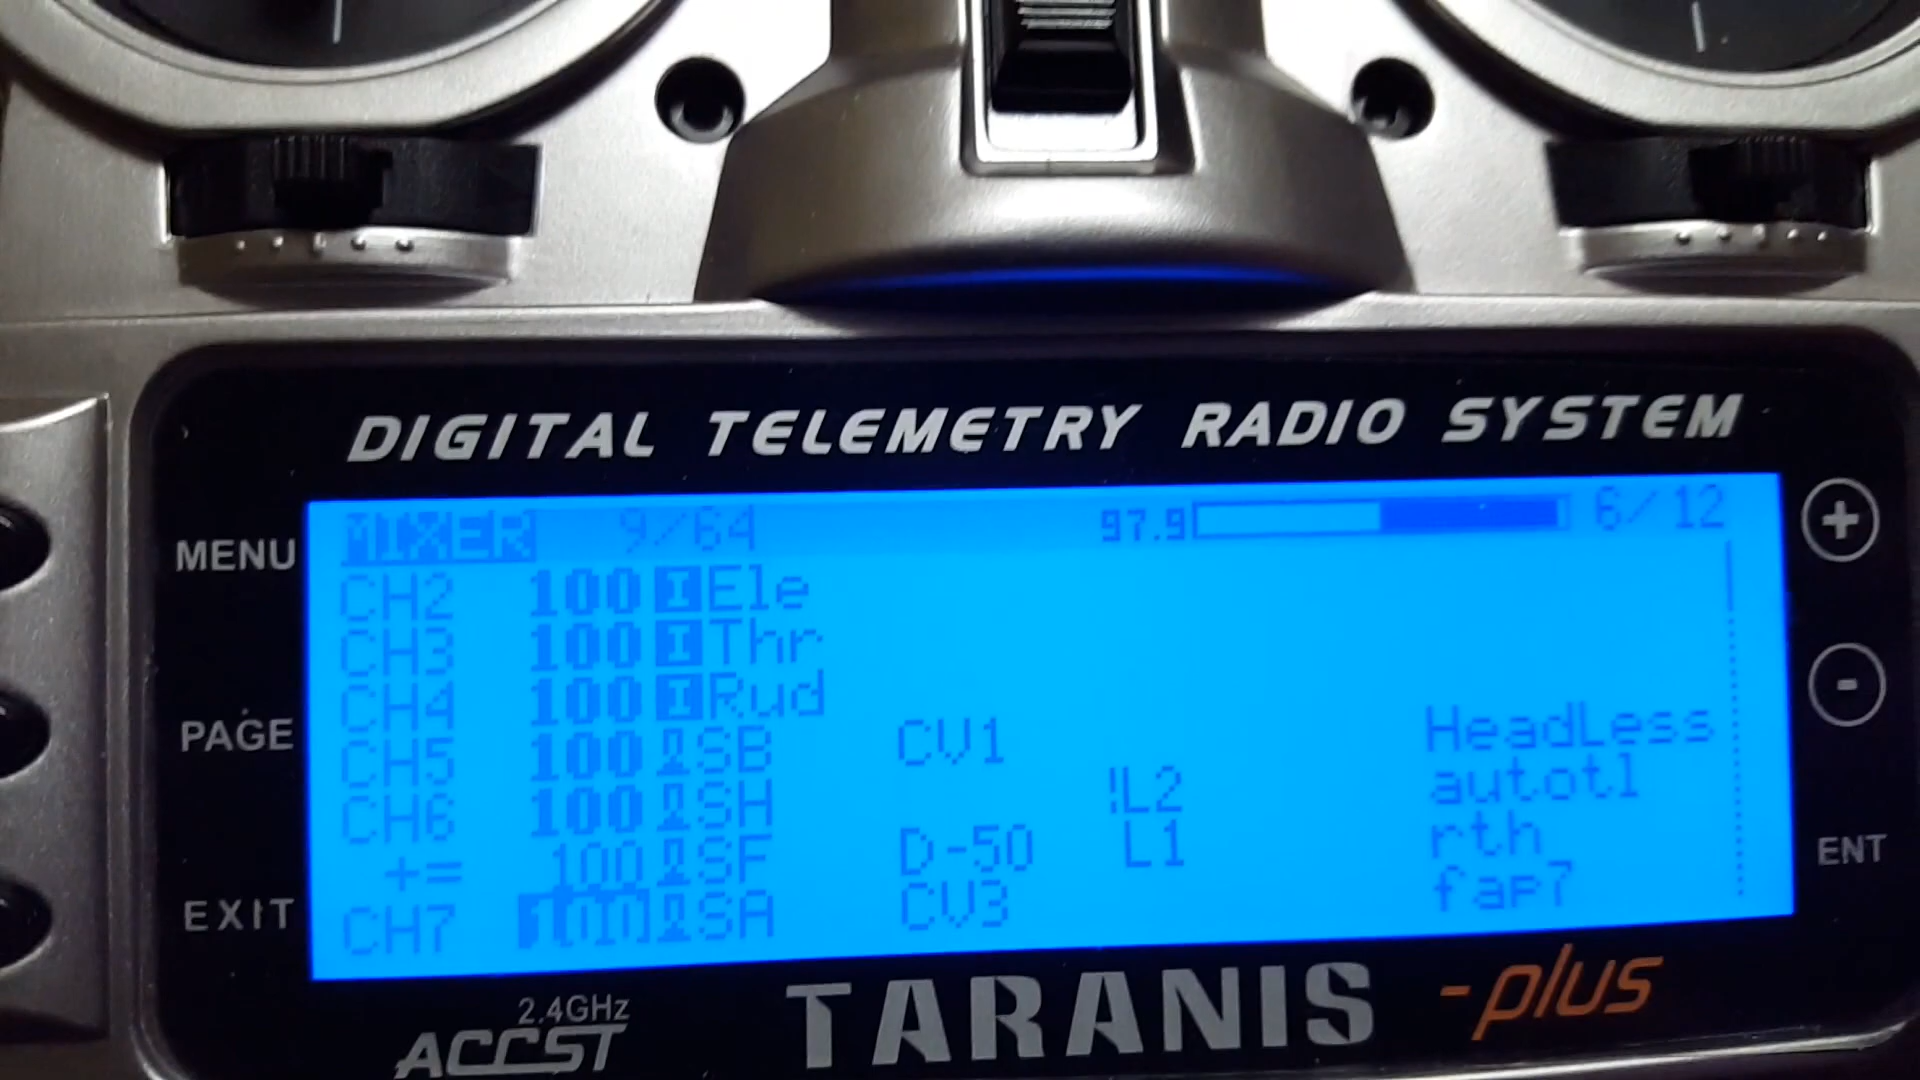 DIGITAL TELEMETRY RADIO SYSTEM
MIXER 9/64 97.9 6/12
CH2 100 I Ele
CH3 100 I Thr
CH4 100 I Rud
CH5 100 SB CV1 HeadLess
CH6 100 SH !L2 autotl
+= 100 SF D-50 L1 rth
CH7 100 SA CV3 fap7
MENU
PAGE
EXIT
+
-
ENT
2.4GHz
ACCST
TARANIS -plus